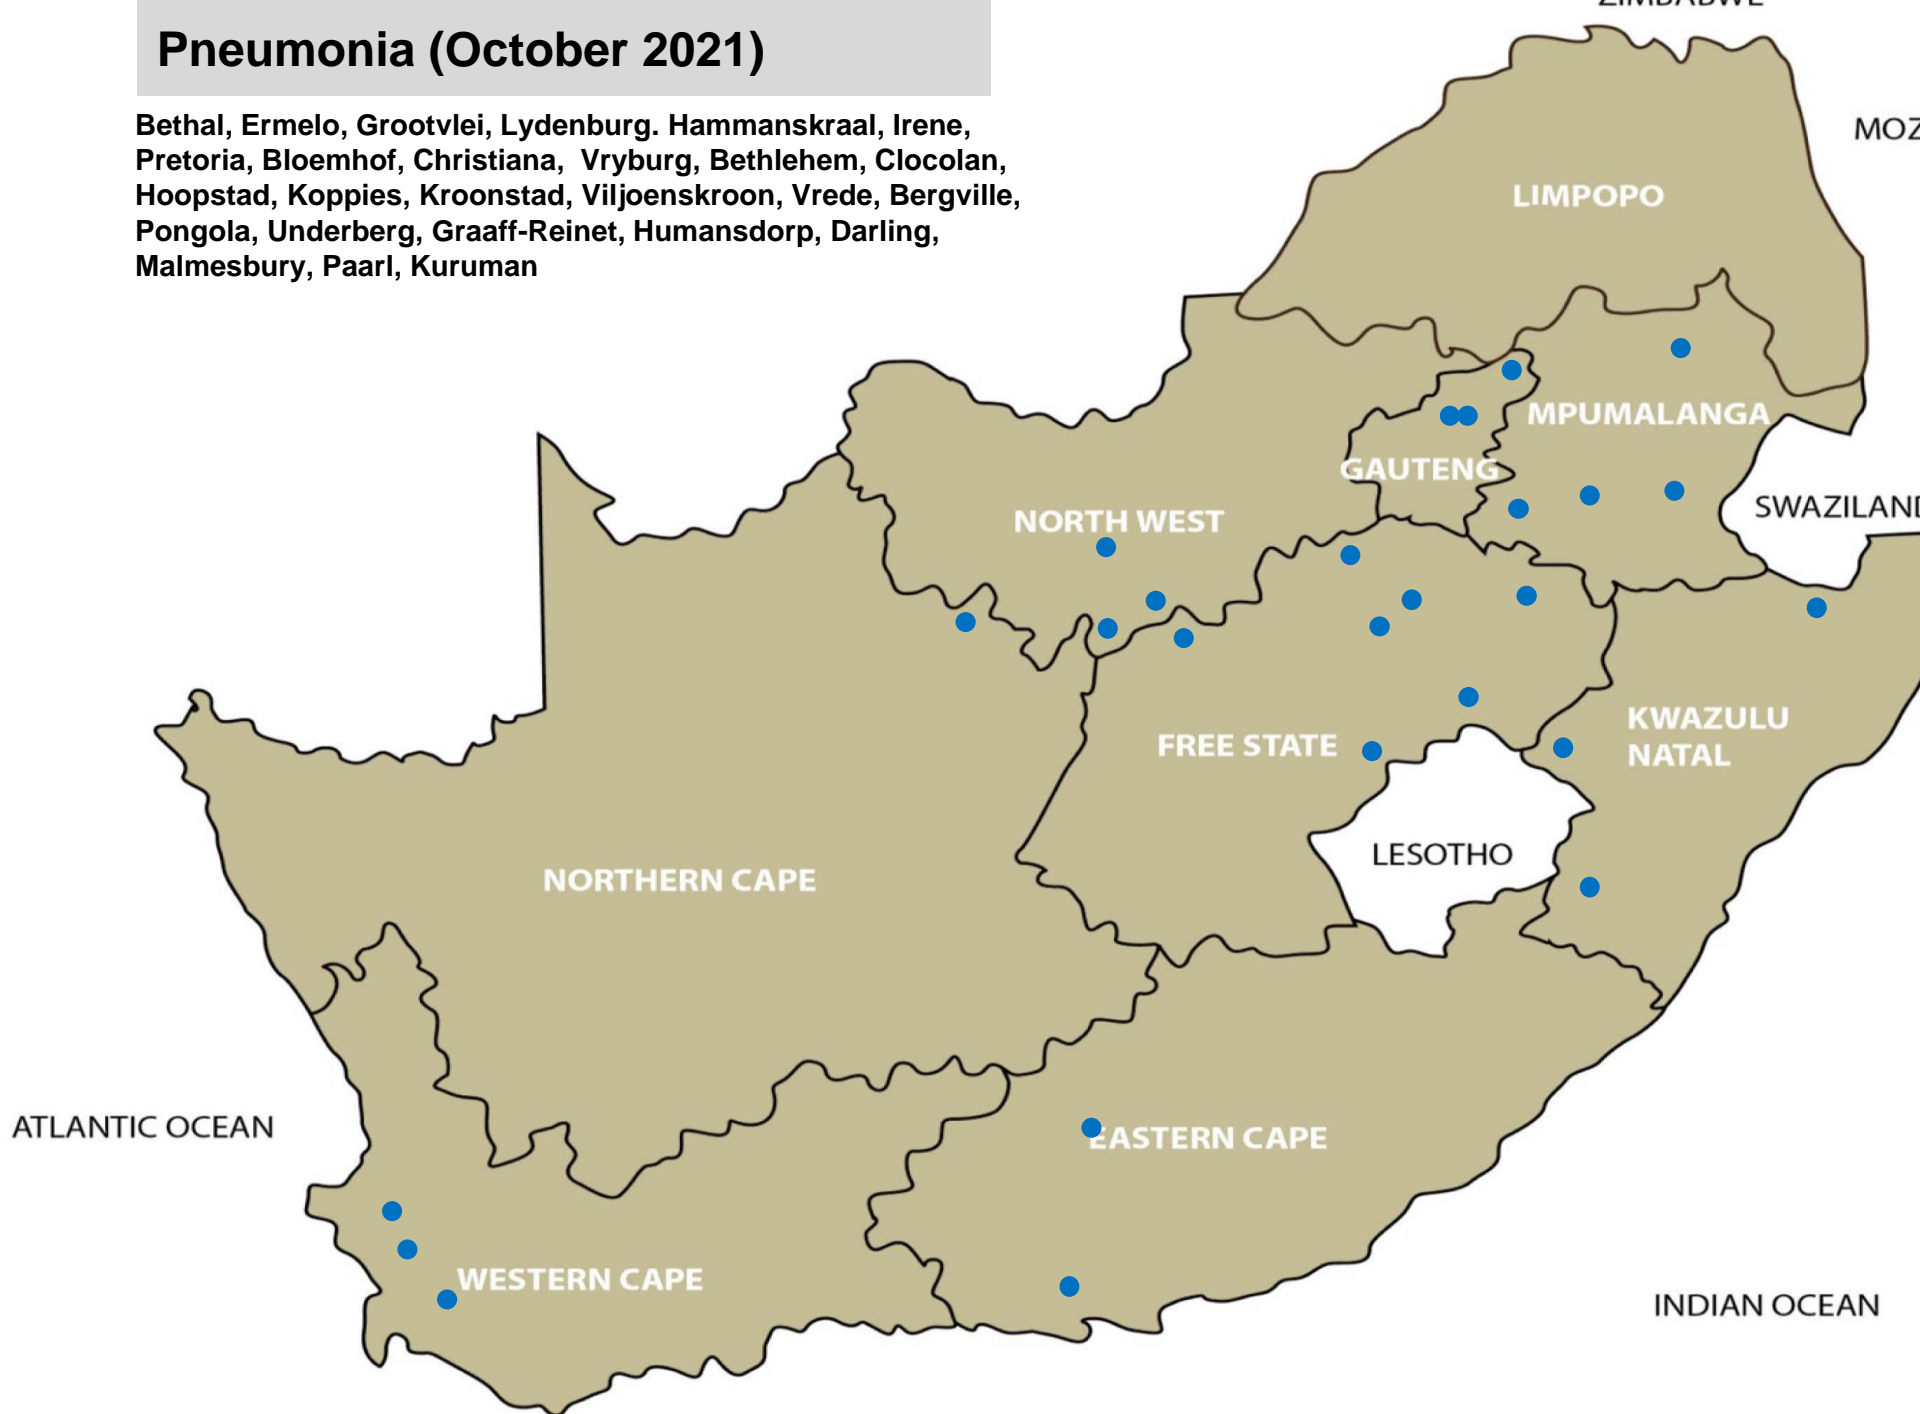 ZIMBABWE
Pneumonia (October 2021)
Bethal, Ermelo, Grootvlei, Lydenburg. Hammanskraal, Irene,
Pretoria, Bloemhof, Christiana,  Vryburg, Bethlehem, Clocolan,
Hoopstad, Koppies, Kroonstad, Viljoenskroon, Vrede, Bergville,
Pongola, Underberg, Graaff-Reinet, Humansdorp, Darling,
Malmesbury, Paarl, Kuruman
MOZ
LIMPOPO
MPUMALANGA
GAUTENG
SWAZILAND
NORTH WEST
KWAZULU
NATAL
FREE STATE
LESOTHO
NORTHERN CAPE
ATLANTIC OCEAN
EASTERN CAPE
WESTERN CAPE
INDIAN OCEAN